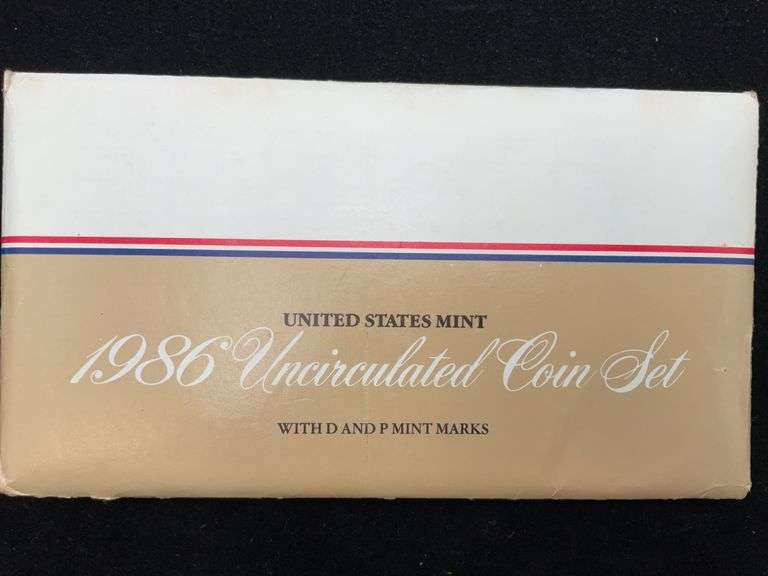 UNITED STATES MINT
1986 Uncirculated Coin Set
WITH D AND P MINT MARKS